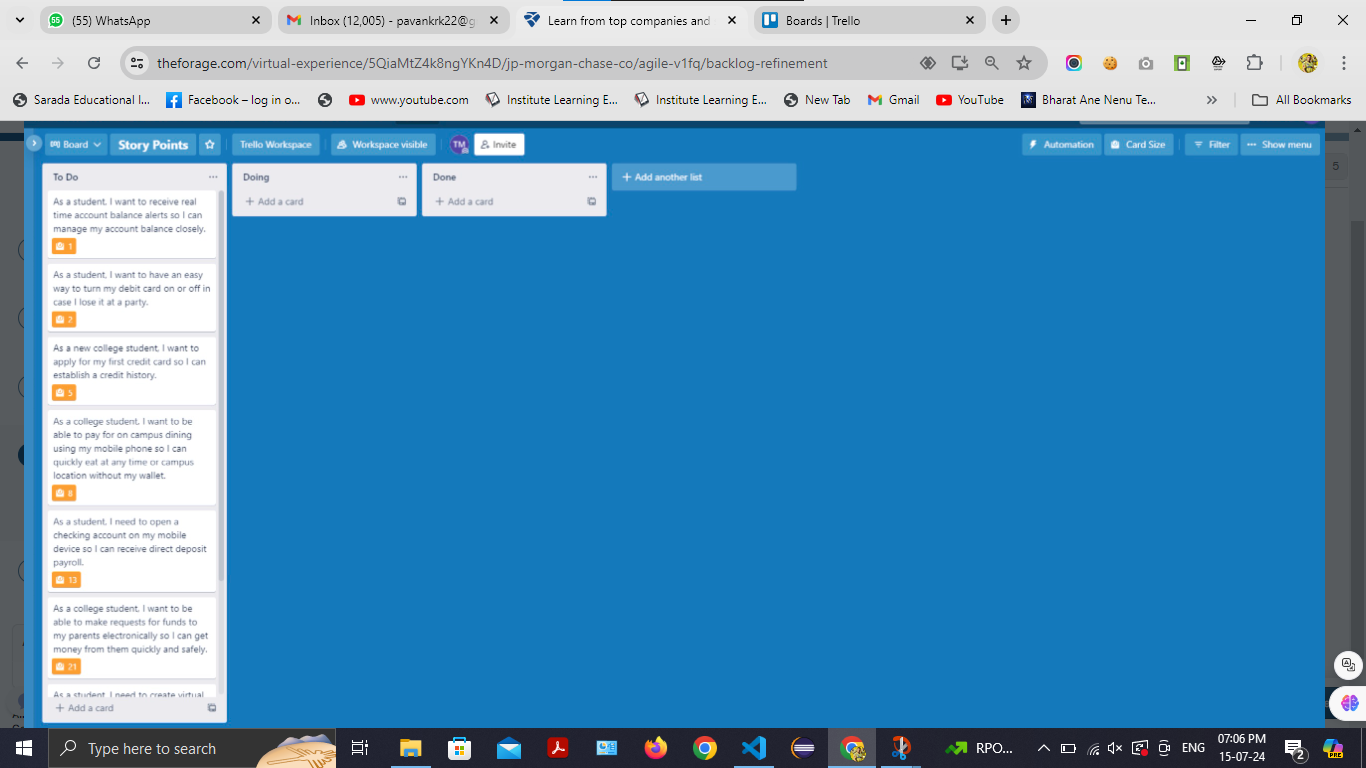 (55) WhatsApp
Inbox (12,005) - pavankrk22@g
Learn from top companies and
Boards | Trello
theforage.com/virtual-experience/5QiaMtZ4k8ngYKn4D/jp-morgan-chase-co/agile-v1fq/backlog-refinement
Sarada Educational I...
Facebook – log in o...
www.youtube.com
Institute Learning E...
Institute Learning E...
New Tab
Gmail
YouTube
Bharat Ane Nenu Te...
All Bookmarks
Board
Story Points
Trello Workspace
Workspace visible
TM
Invite
Automation
Card Size
Filter
Show menu
5
To Do
As a student, I want to receive real
time account balance alerts so I can
manage my account balance closely.
1
As a student, I want to have an easy
way to turn my debit card on or off in
case I lose it at a party.
2
As a new college student, I want to
apply for my first credit card so I can
establish a credit history.
5
As a college student, I want to be
able to pay for on campus dining
using my mobile phone so I can
quickly eat at any time or campus
location without my wallet.
8
As a student, I need to open a
checking account on my mobile
device so I can receive direct deposit
payroll.
13
As a college student, I want to be
able to make requests for funds to
my parents electronically so I can get
money from them quickly and safely.
21
As a student, I need to create virtual
+ Add a card
Doing
+ Add a card
Done
+ Add a card
+ Add another list
Type here to search
RPO...
ENG
07:06 PM
15-07-24
2
PRE